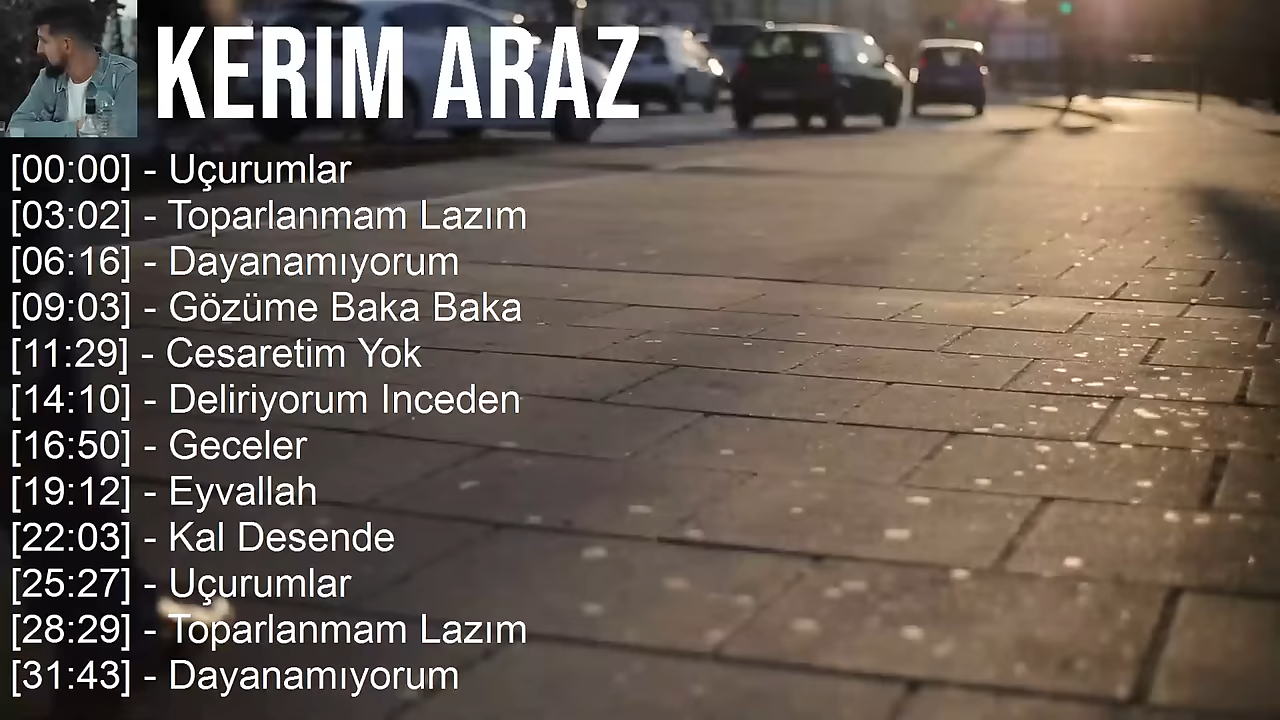 KERIM ARAZ
[00:00] - Uçurumlar
[03:02] - Toparlanmam Lazım
[06:16] - Dayanamıyorum
[09:03] - Gözüme Baka Baka
[11:29] - Cesaretim Yok
[14:10] - Deliriyorum Inceden
[16:50] - Geceler
[19:12] - Eyvallah
[22:03] - Kal Desende
[25:27] - Uçurumlar
[28:29] - Toparlanmam Lazım
[31:43] - Dayanamıyorum